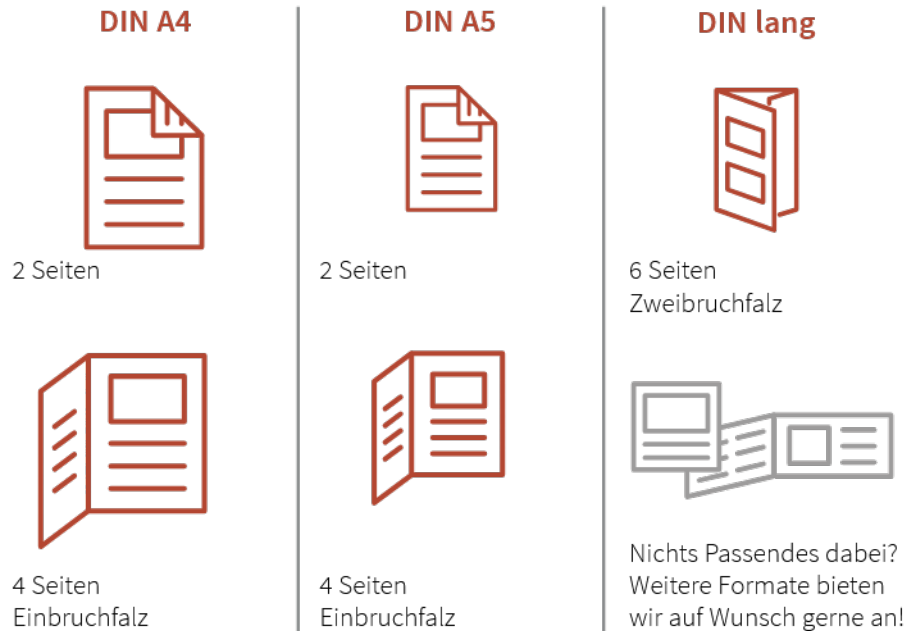 DIN A4
2 Seiten
4 Seiten
Einbruchfalz
DIN A5
2 Seiten
4 Seiten
Einbruchfalz
DIN lang
6 Seiten
Zweibruchfalz
Nichts Passendes dabei?
Weitere Formate bieten
wir auf Wunsch gerne an!